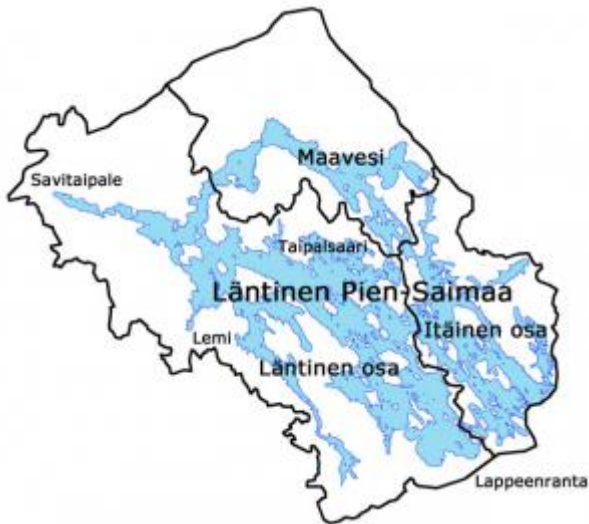 Maavesi
Savitaipale
Taipalsaari
Läntinen Pien-Saimaa
Itäinen osa
Lemi
Läntinen osa
Lappeenranta